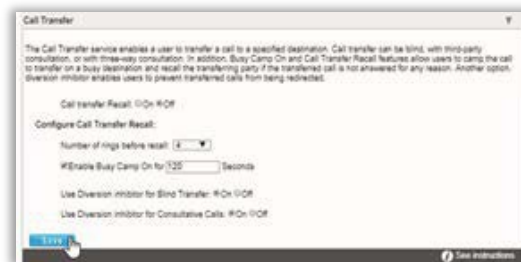 Call Transfer
The Call Transfer service enables a user to transfer a call to a specified destination. Call transfer can be blind, with third-party
consultation, or with three-way consultation. In addition, Busy Camp On and Call Transfer Recall features allow users to camp the call
to transfer on a busy destination and recall the transferring party if the transferred call is not answered for any reason. Another option,
diversion inhibitor enables users to prevent transferred calls from being redirected.
Call transfer Recall: On Off
Configure Call Transfer Recall:
Number of rings before recall: 4
Enable Busy Camp On for 120 Seconds
Use Diversion inhibitor for Blind Transfer: On Off
Use Diversion inhibitor for Consultative Calls: On Off
Save
See instructions